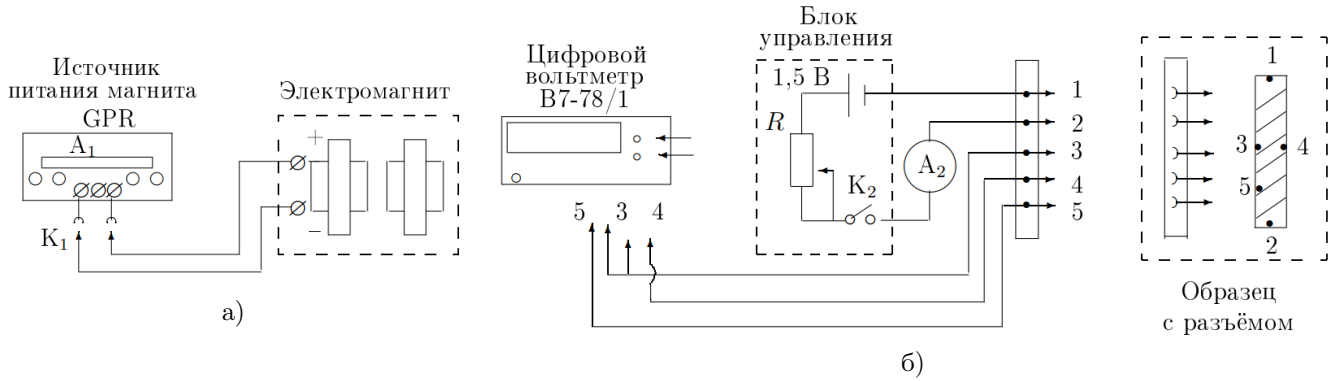 Источник
питания магнита
GPR
A₁
K₁
Электромагнит
+
−
а)
Цифровой
вольтметр
В7-78/1
5 3 4
Блок
управления
1,5 В
R
K₂
A₂
1
2
3
4
5
б)
1
3 4
5
2
Образец
с разъёмом